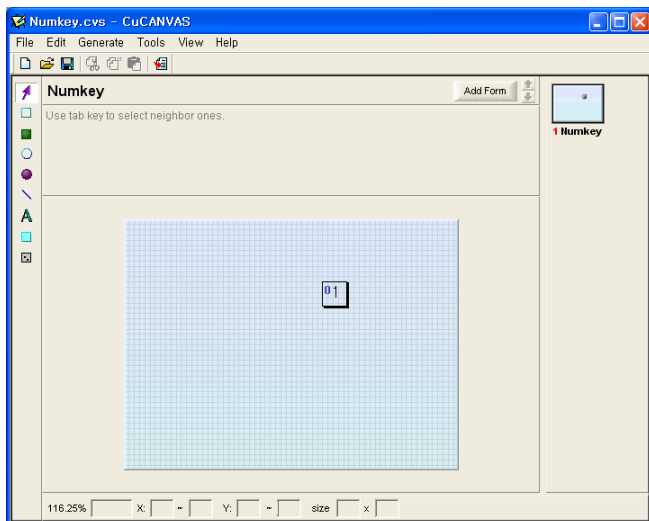 Numkey.cvs - CuCANVAS
File Edit Generate Tools View Help
Numkey
Add Form
Use tab key to select neighbor ones.
1 Numkey
A
0 1
116.25% X: ~ Y: ~ size x